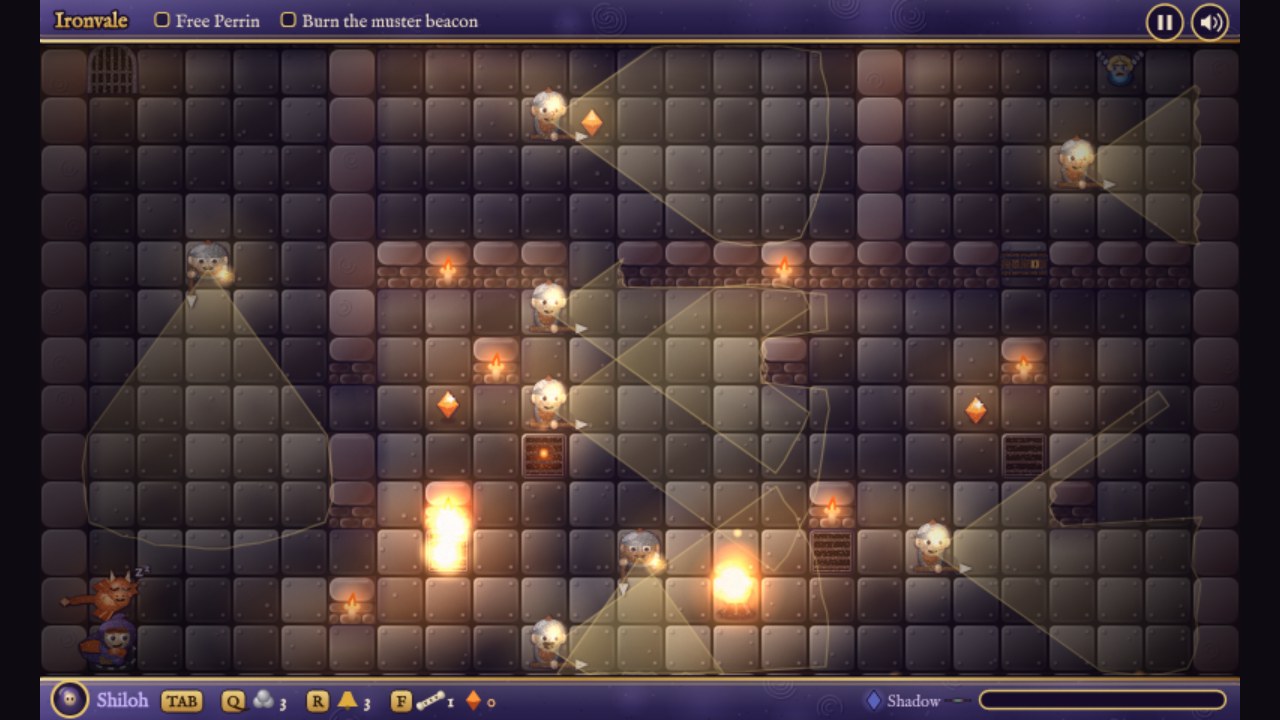 Ironvale Free Perrin Burn the muster beacon
z z
Shiloh TAB Q 3 R 3 F 1 0 Shadow